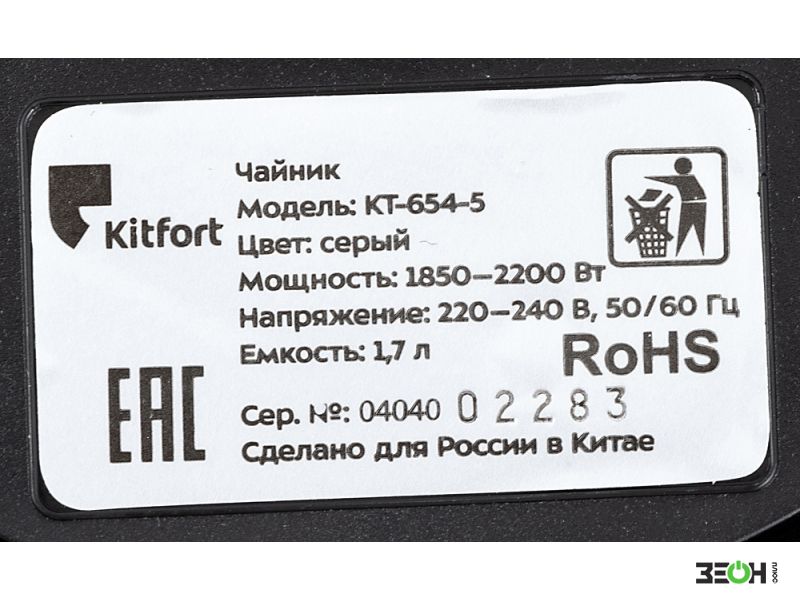 Kitfort
Чайник
Модель: КТ-654-5
Цвет: серый
Мощность: 1850–2200 Вт
Напряжение: 220–240 В, 50/60 Гц
Емкость: 1,7 л
RoHS
EAC
Сер. №: 04040 02283
Сделано для России в Китае
ЗЕОН плюс